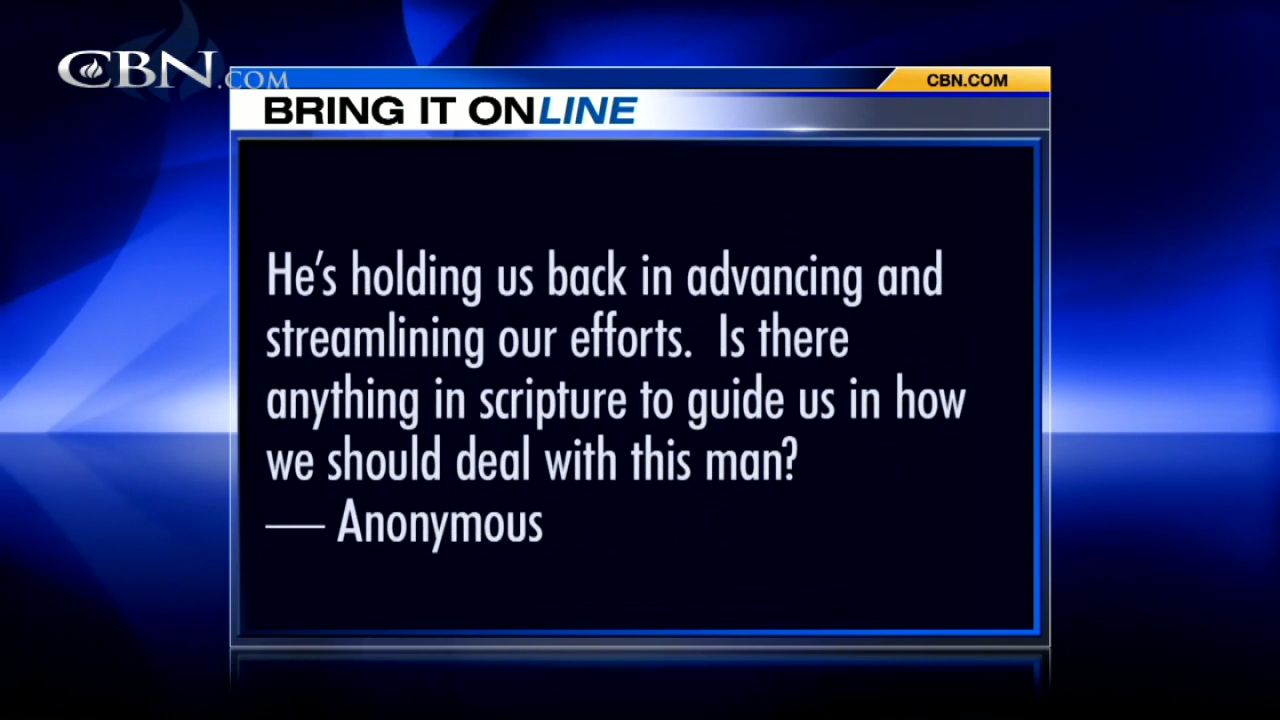 CBN.COM
CBN.COM
BRING IT ONLINE
He's holding us back in advancing and
streamlining our efforts.  Is there
anything in scripture to guide us in how
we should deal with this man?
— Anonymous